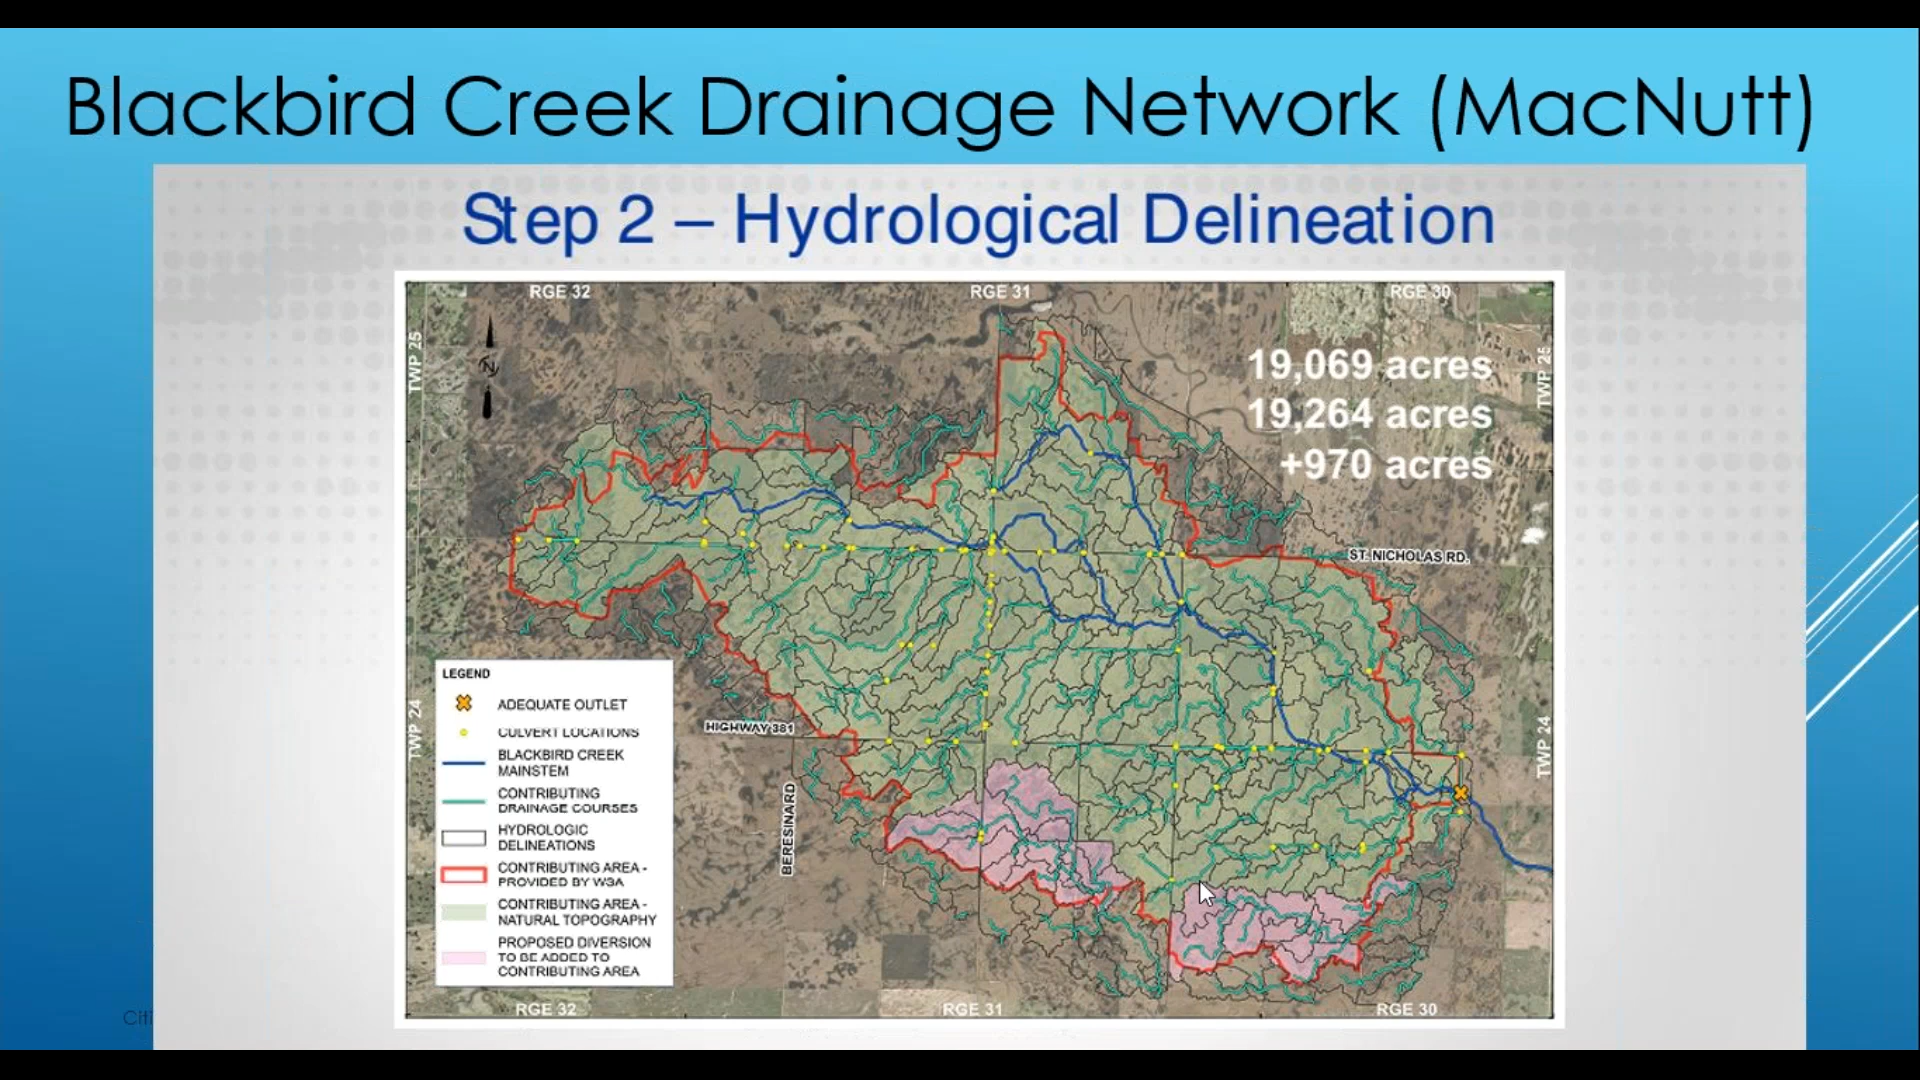 Blackbird Creek Drainage Network (MacNutt)
Step 2 – Hydrological Delineation
RGE 32
RGE 31
RGE 30
TWP 25
TWP 25
N
19,069 acres
19,264 acres
+970 acres
ST. NICHOLAS RD.
TWP 24
TWP 24
HIGHWAY 381
BERESINARD
LEGEND
ADEQUATE OUTLET
CULVERT LOCATIONS
BLACKBIRD CREEK
MAINSTEM
CONTRIBUTING
DRAINAGE COURSES
HYDROLOGIC
DELINEATIONS
CONTRIBUTING AREA -
PROVIDED BY WSA
CONTRIBUTING AREA -
NATURAL TOPOGRAPHY
PROPOSED DIVERSION
TO BE ADDED TO
CONTRIBUTING AREA
RGE 32
RGE 31
RGE 30